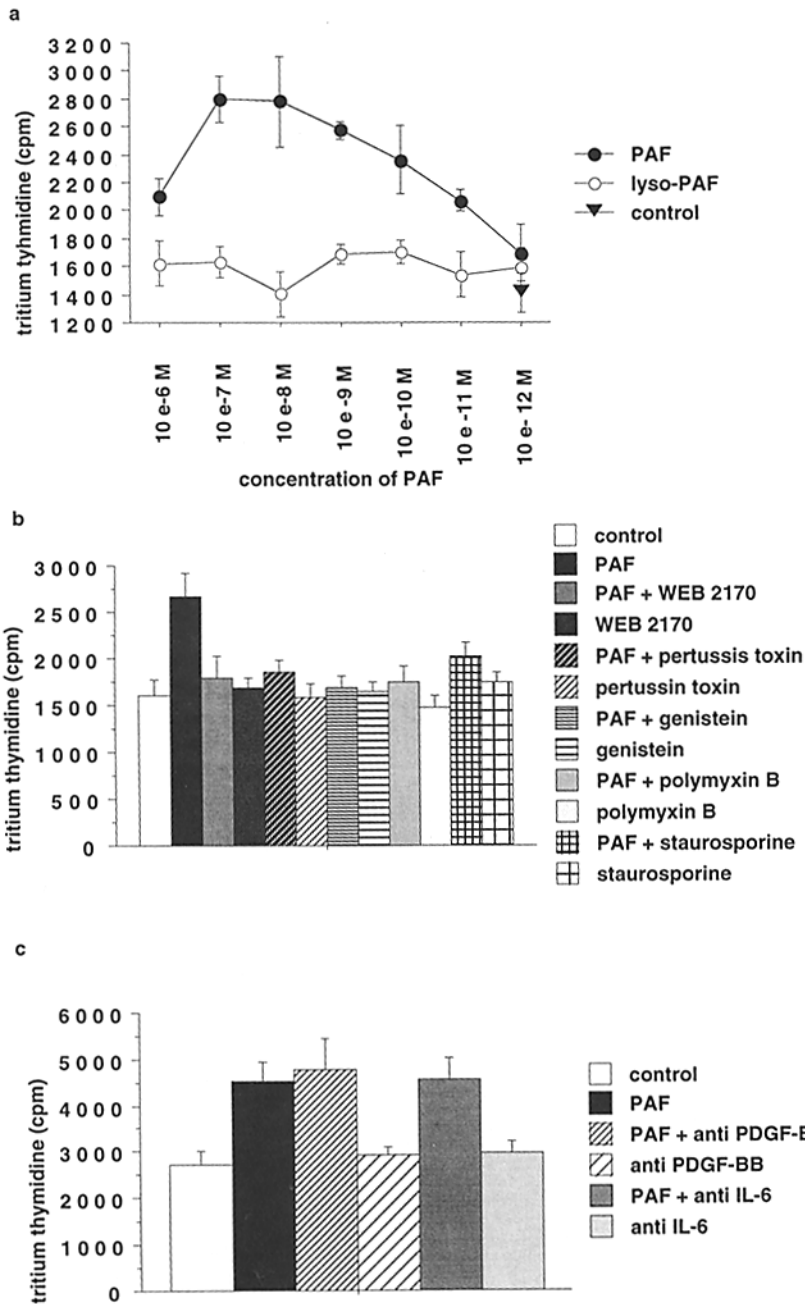 a
3200
3000
2800
2600
2400
2200
2000
1800
1600
1400
1200
tritium tyhmidine (cpm)
10 e-6 M
10 e-7 M
10 e-8 M
10 e -9 M
10 e-10 M
10 e -11 M
10 e- 12 M
concentration of PAF
PAF
lyso-PAF
control
b
3000
2500
2000
1500
1000
500
0
tritium thymidine (cpm)
control
PAF
PAF + WEB 2170
WEB 2170
PAF + pertussis toxin
pertussin toxin
PAF + genistein
genistein
PAF + polymyxin B
polymyxin B
PAF + staurosporine
staurosporine
c
6000
5000
4000
3000
2000
1000
0
tritium thymidine (cpm)
control
PAF
PAF + anti PDGF-B
anti PDGF-BB
PAF + anti IL-6
anti IL-6